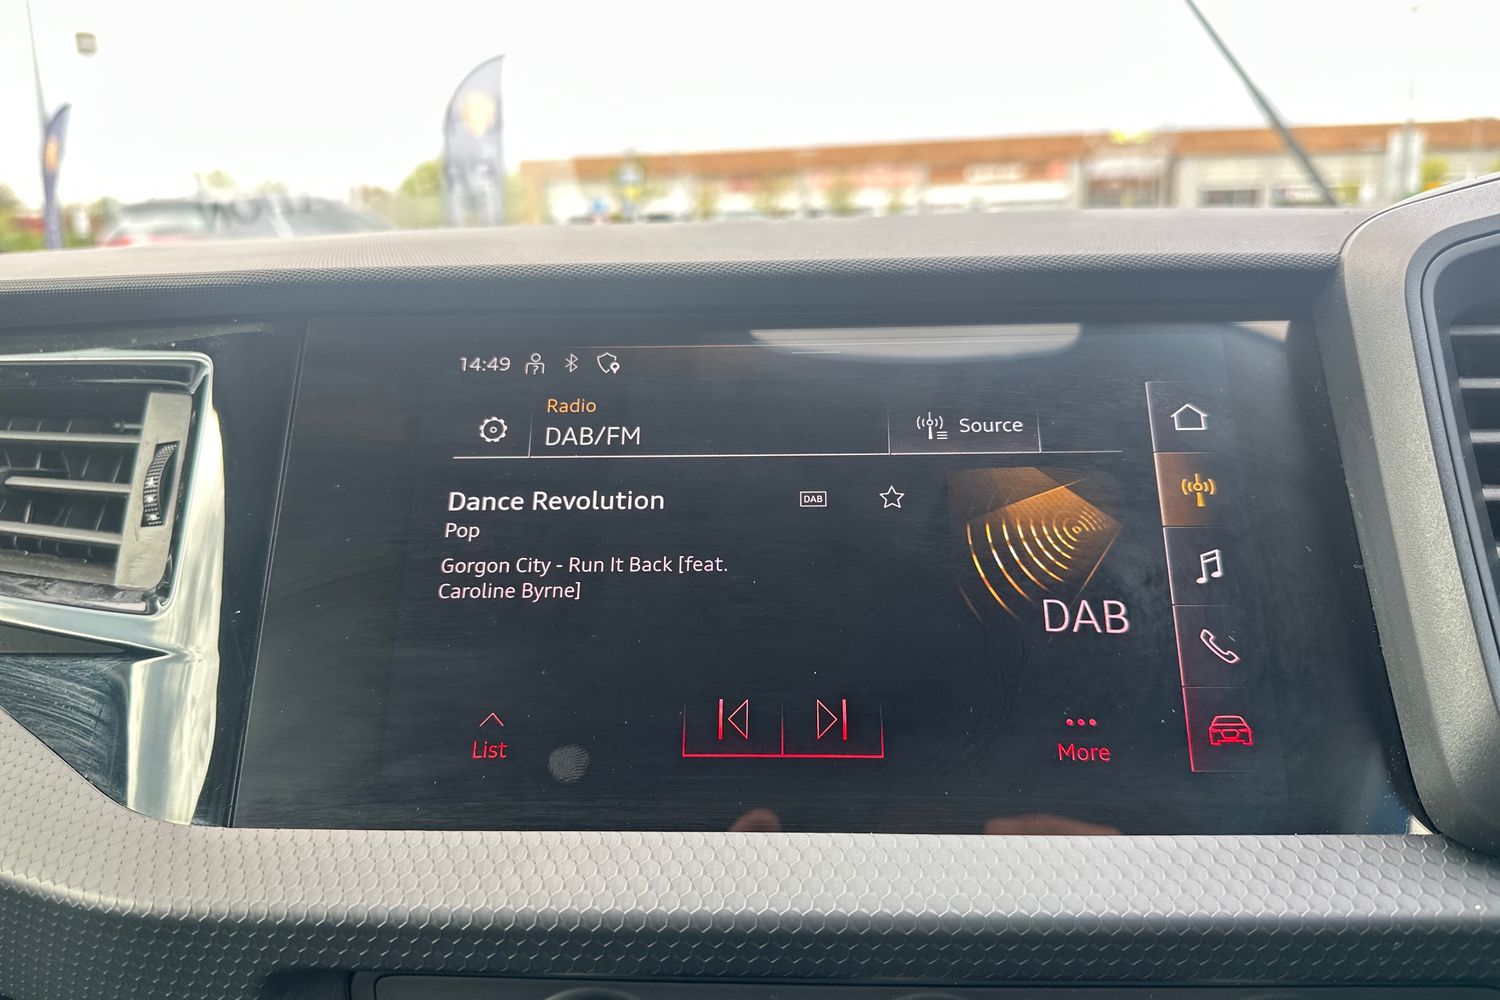 14:49
Radio
DAB/FM
Source
Dance Revolution
DAB
Pop
Gorgon City - Run It Back [feat.
Caroline Byrne]
DAB
List
More